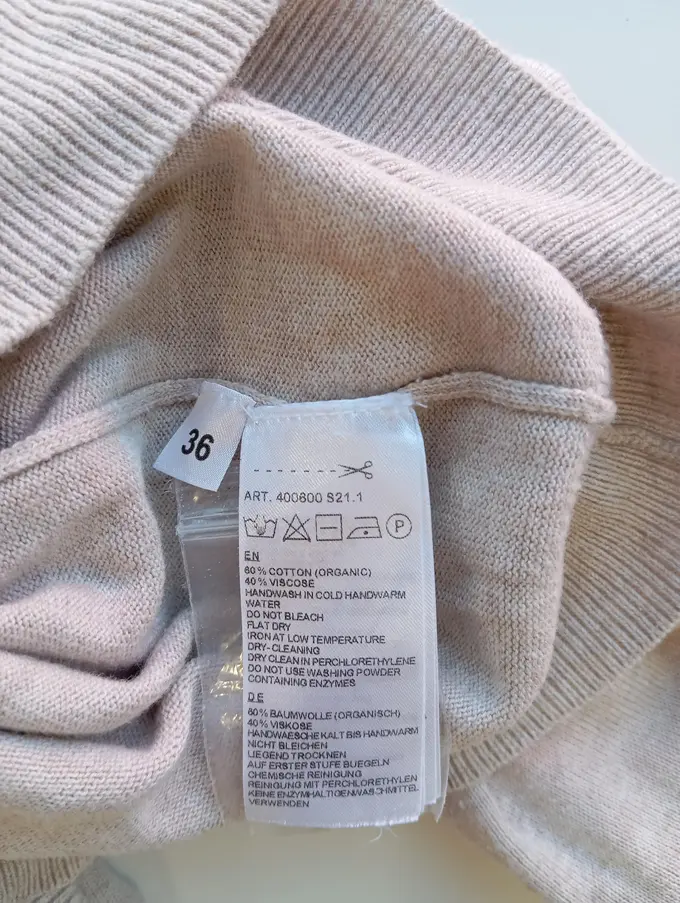 36
ART. 400600 S21.1
P
EN
60% COTTON (ORGANIC)
40% VISCOSE
HANDWASH IN COLD HANDWARM
WATER
DO NOT BLEACH
FLAT DRY
IRON AT LOW TEMPERATURE
DRY-CLEANING
DRY CLEAN IN PERCHLORETHYLENE
DO NOT USE WASHING POWDER
CONTAINING ENZYMES
DE
60% BAUMWOLLE (ORGANISCH)
40% VISKOSE
HANDWAESCHE KALT BIS HANDWARM
NICHT BLEICHEN
LIEGEND TROCKNEN
AUF ERSTER STUFE BUEGELN
CHEMISCHE REINIGUNG
REINIGUNG MIT PERCHLORETHYLEN
KEINE ENZYMHALTIGEN WASCHMITTEL
VERWENDEN